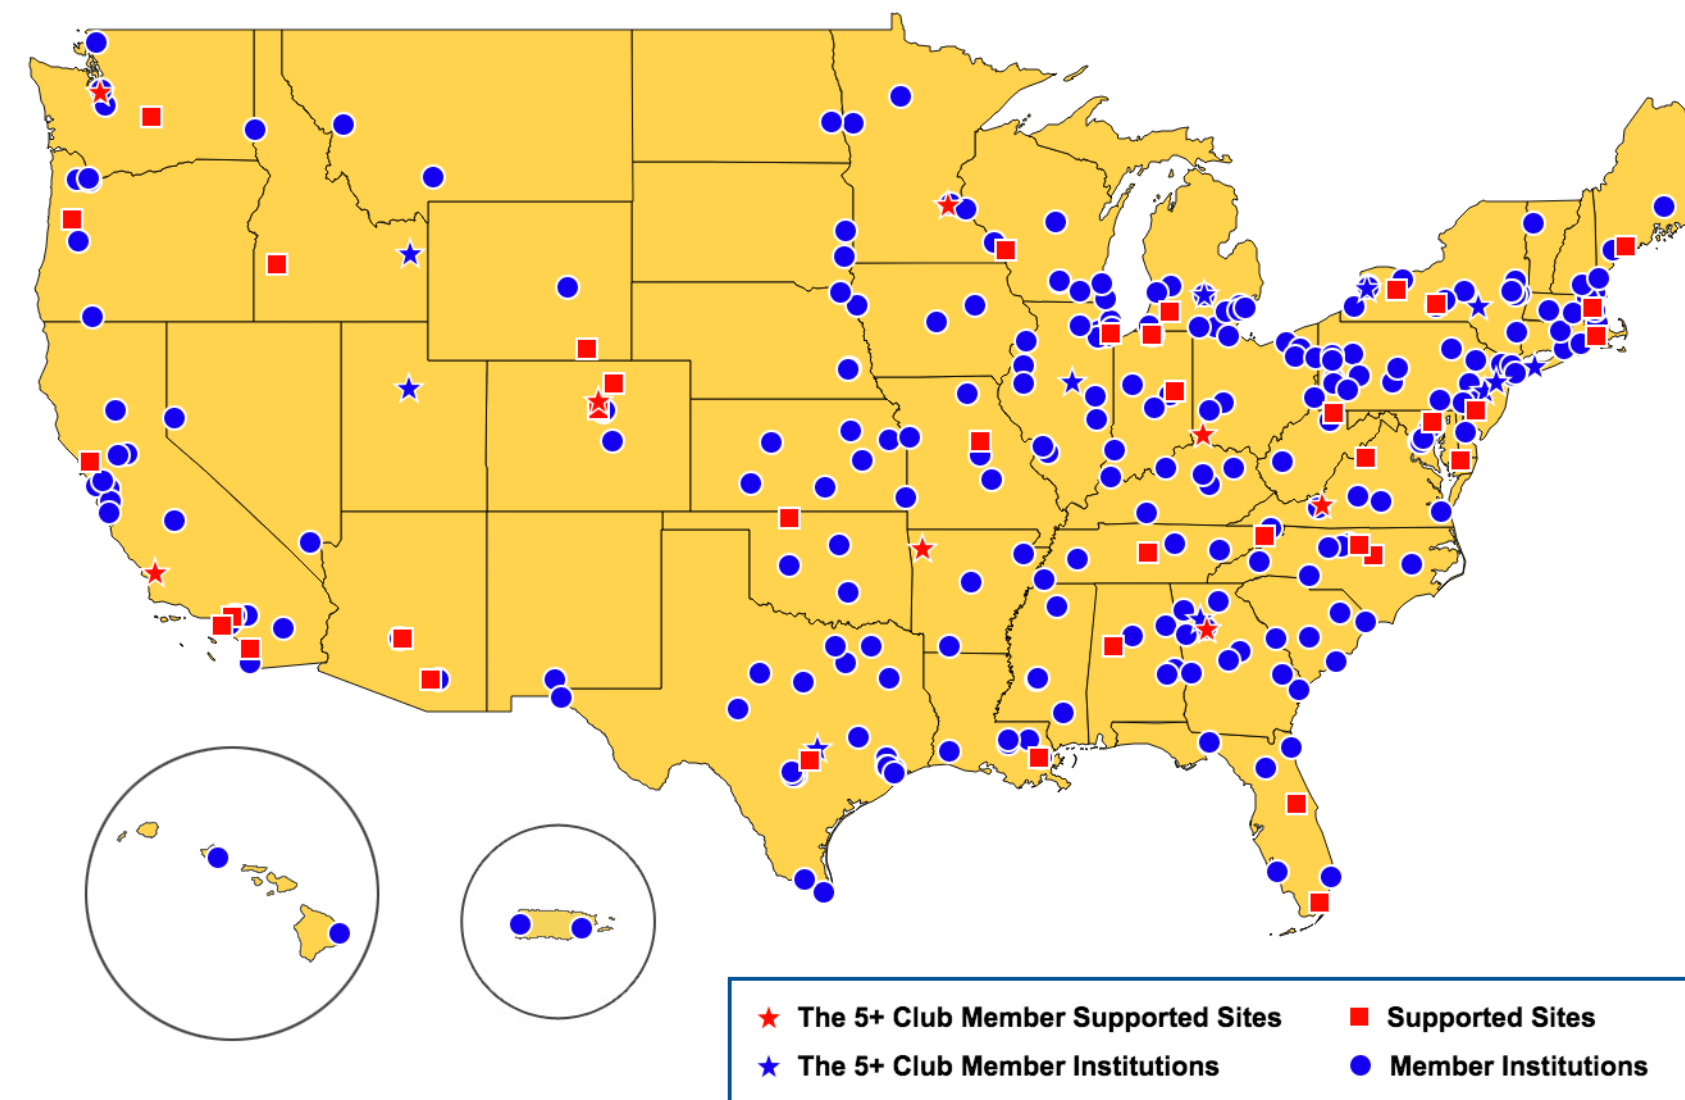 The 5+ Club Member Supported Sites
Supported Sites
The 5+ Club Member Institutions
Member Institutions